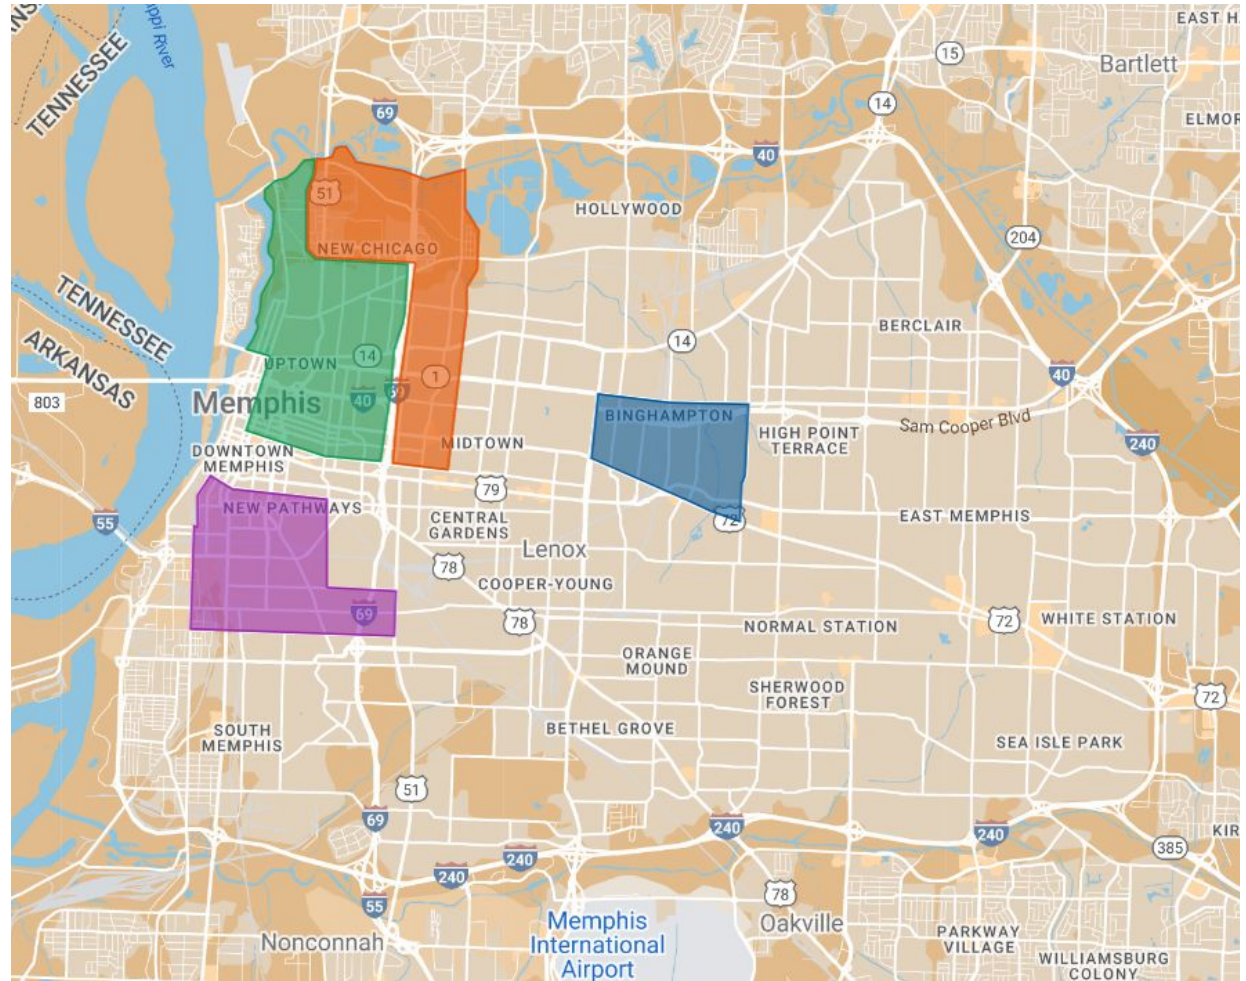 TENNESSEE
EAST H
Bartlett
15
14
69
40
ELMOR
51
HOLLYWOOD
NEW CHICAGO
204
TENNESSEE
ARKANSAS
BERCLAIR
14
UPTOWN
14
1
40
40
803
Memphis
BINGHAMPTON
Sam Cooper Blvd
DOWNTOWN
MEMPHIS
MIDTOWN
HIGH POINT
TERRACE
240
79
NEW PATHWAYS
55
CENTRAL
GARDENS
72
EAST MEMPHIS
Lenox
78
COOPER-YOUNG
69
78
NORMAL STATION
72
WHITE STATION
ORANGE
MOUND
SHERWOOD
FOREST
72
SOUTH
MEMPHIS
BETHEL GROVE
SEA ISLE PARK
51
69
240
240
KIR
240
240
385
55
78
Memphis
International
Airport
Oakville
Nonconnah
PARKWAY
VILLAGE
WILLIAMSBURG
COLONY
ppi River